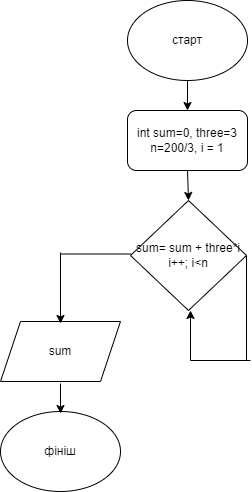 старт
int sum=0, three=3
n=200/3, i = 1
sum= sum + three*i
i++; i<n
sum
фініш